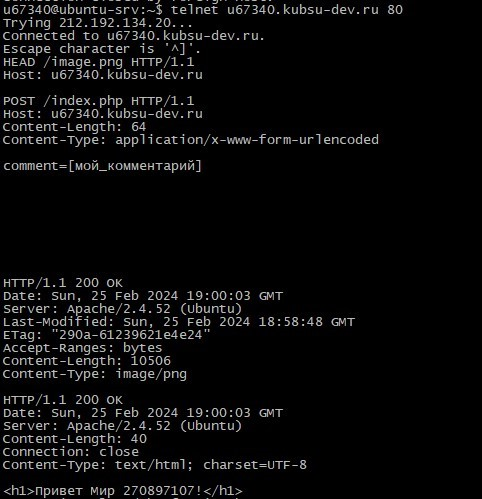 u67340@ubuntu-srv:~$ telnet u67340.kubsu-dev.ru 80
Trying 212.192.134.20...
Connected to u67340.kubsu-dev.ru.
Escape character is '^]'.
HEAD /image.png HTTP/1.1
Host: u67340.kubsu-dev.ru
POST /index.php HTTP/1.1
Host: u67340.kubsu-dev.ru
Content-Length: 64
Content-Type: application/x-www-form-urlencoded
comment=[мой_комментарий]
HTTP/1.1 200 OK
Date: Sun, 25 Feb 2024 19:00:03 GMT
Server: Apache/2.4.52 (Ubuntu)
Last-Modified: Sun, 25 Feb 2024 18:58:48 GMT
ETag: "290a-61239621e4e24"
Accept-Ranges: bytes
Content-Length: 10506
Content-Type: image/png
HTTP/1.1 200 OK
Date: Sun, 25 Feb 2024 19:00:03 GMT
Server: Apache/2.4.52 (Ubuntu)
Content-Length: 40
Connection: close
Content-Type: text/html; charset=UTF-8
<h1>Привет Мир 270897107!</h1>